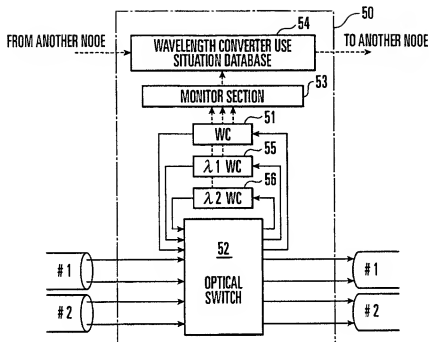 54
50
FROM ANOTHER NODE
WAVELENGTH CONVERTER USE
SITUATION DATABASE
TO ANOTHER NODE
53
MONITOR SECTION
51
WC
55
λ1 WC
56
λ2 WC
52
OPTICAL
SWITCH
#1
#1
#2
#2